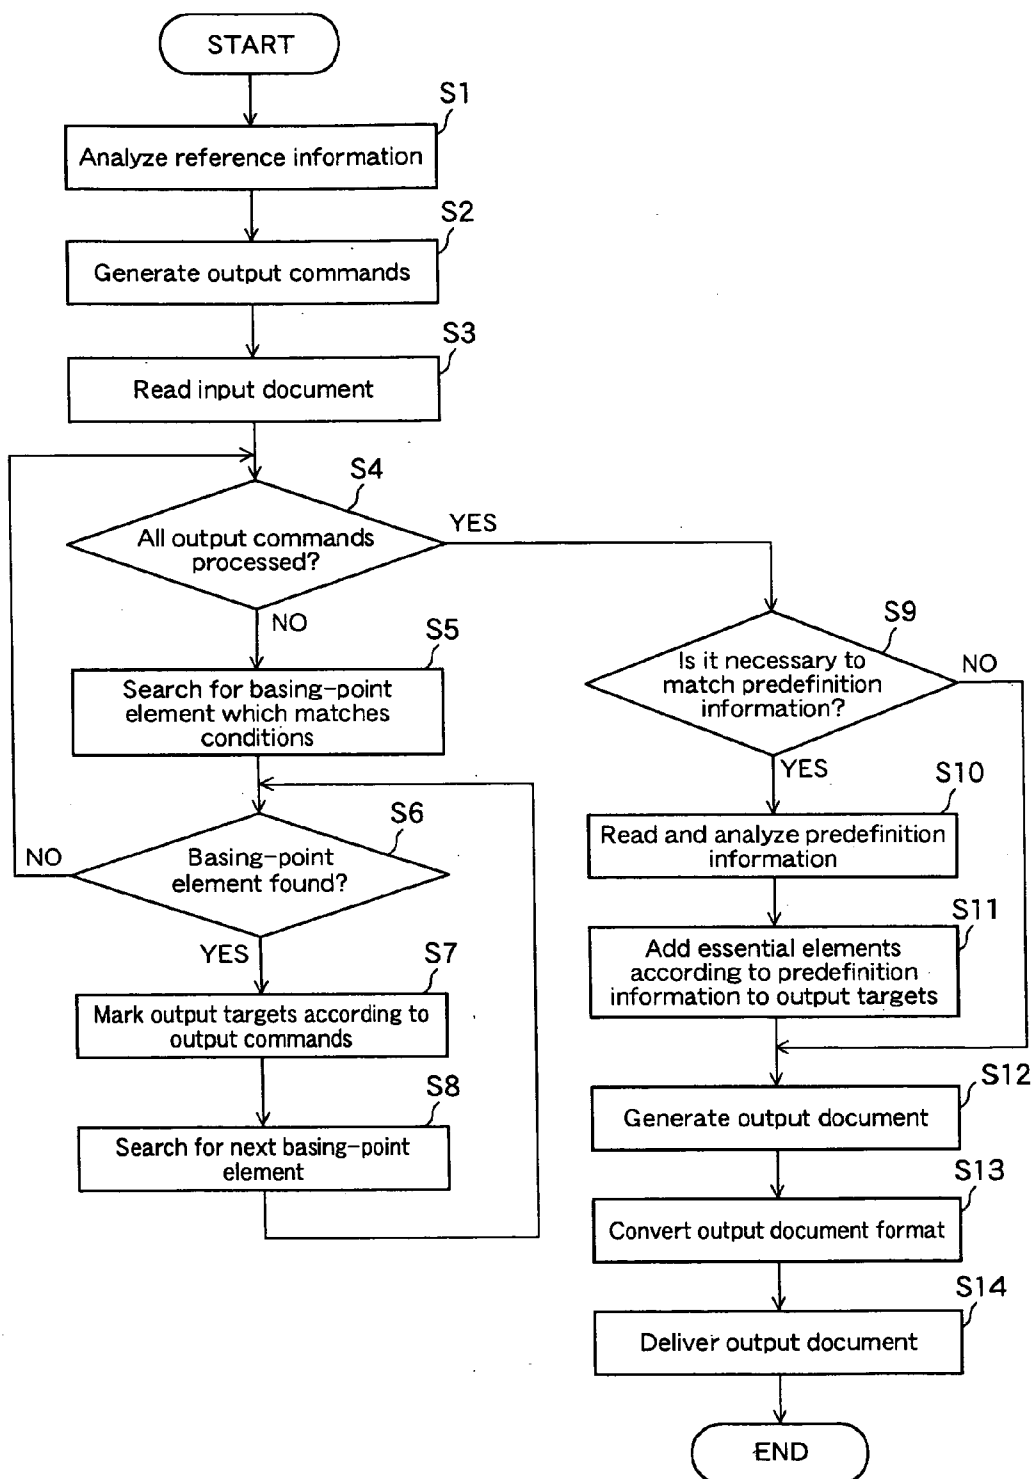 START
S1
Analyze reference information
S2
Generate output commands
S3
Read input document
S4
All output commands
processed?
YES
NO
S5
Search for basing-point
element which matches
conditions
S6
Basing-point
element found?
NO
YES
S7
Mark output targets according to
output commands
S8
Search for next basing-point
element
S9
Is it necessary to
match predefinition
information?
NO
YES
S10
Read and analyze predefinition
information
S11
Add essential elements
according to predefinition
information to output targets
S12
Generate output document
S13
Convert output document format
S14
Deliver output document
END